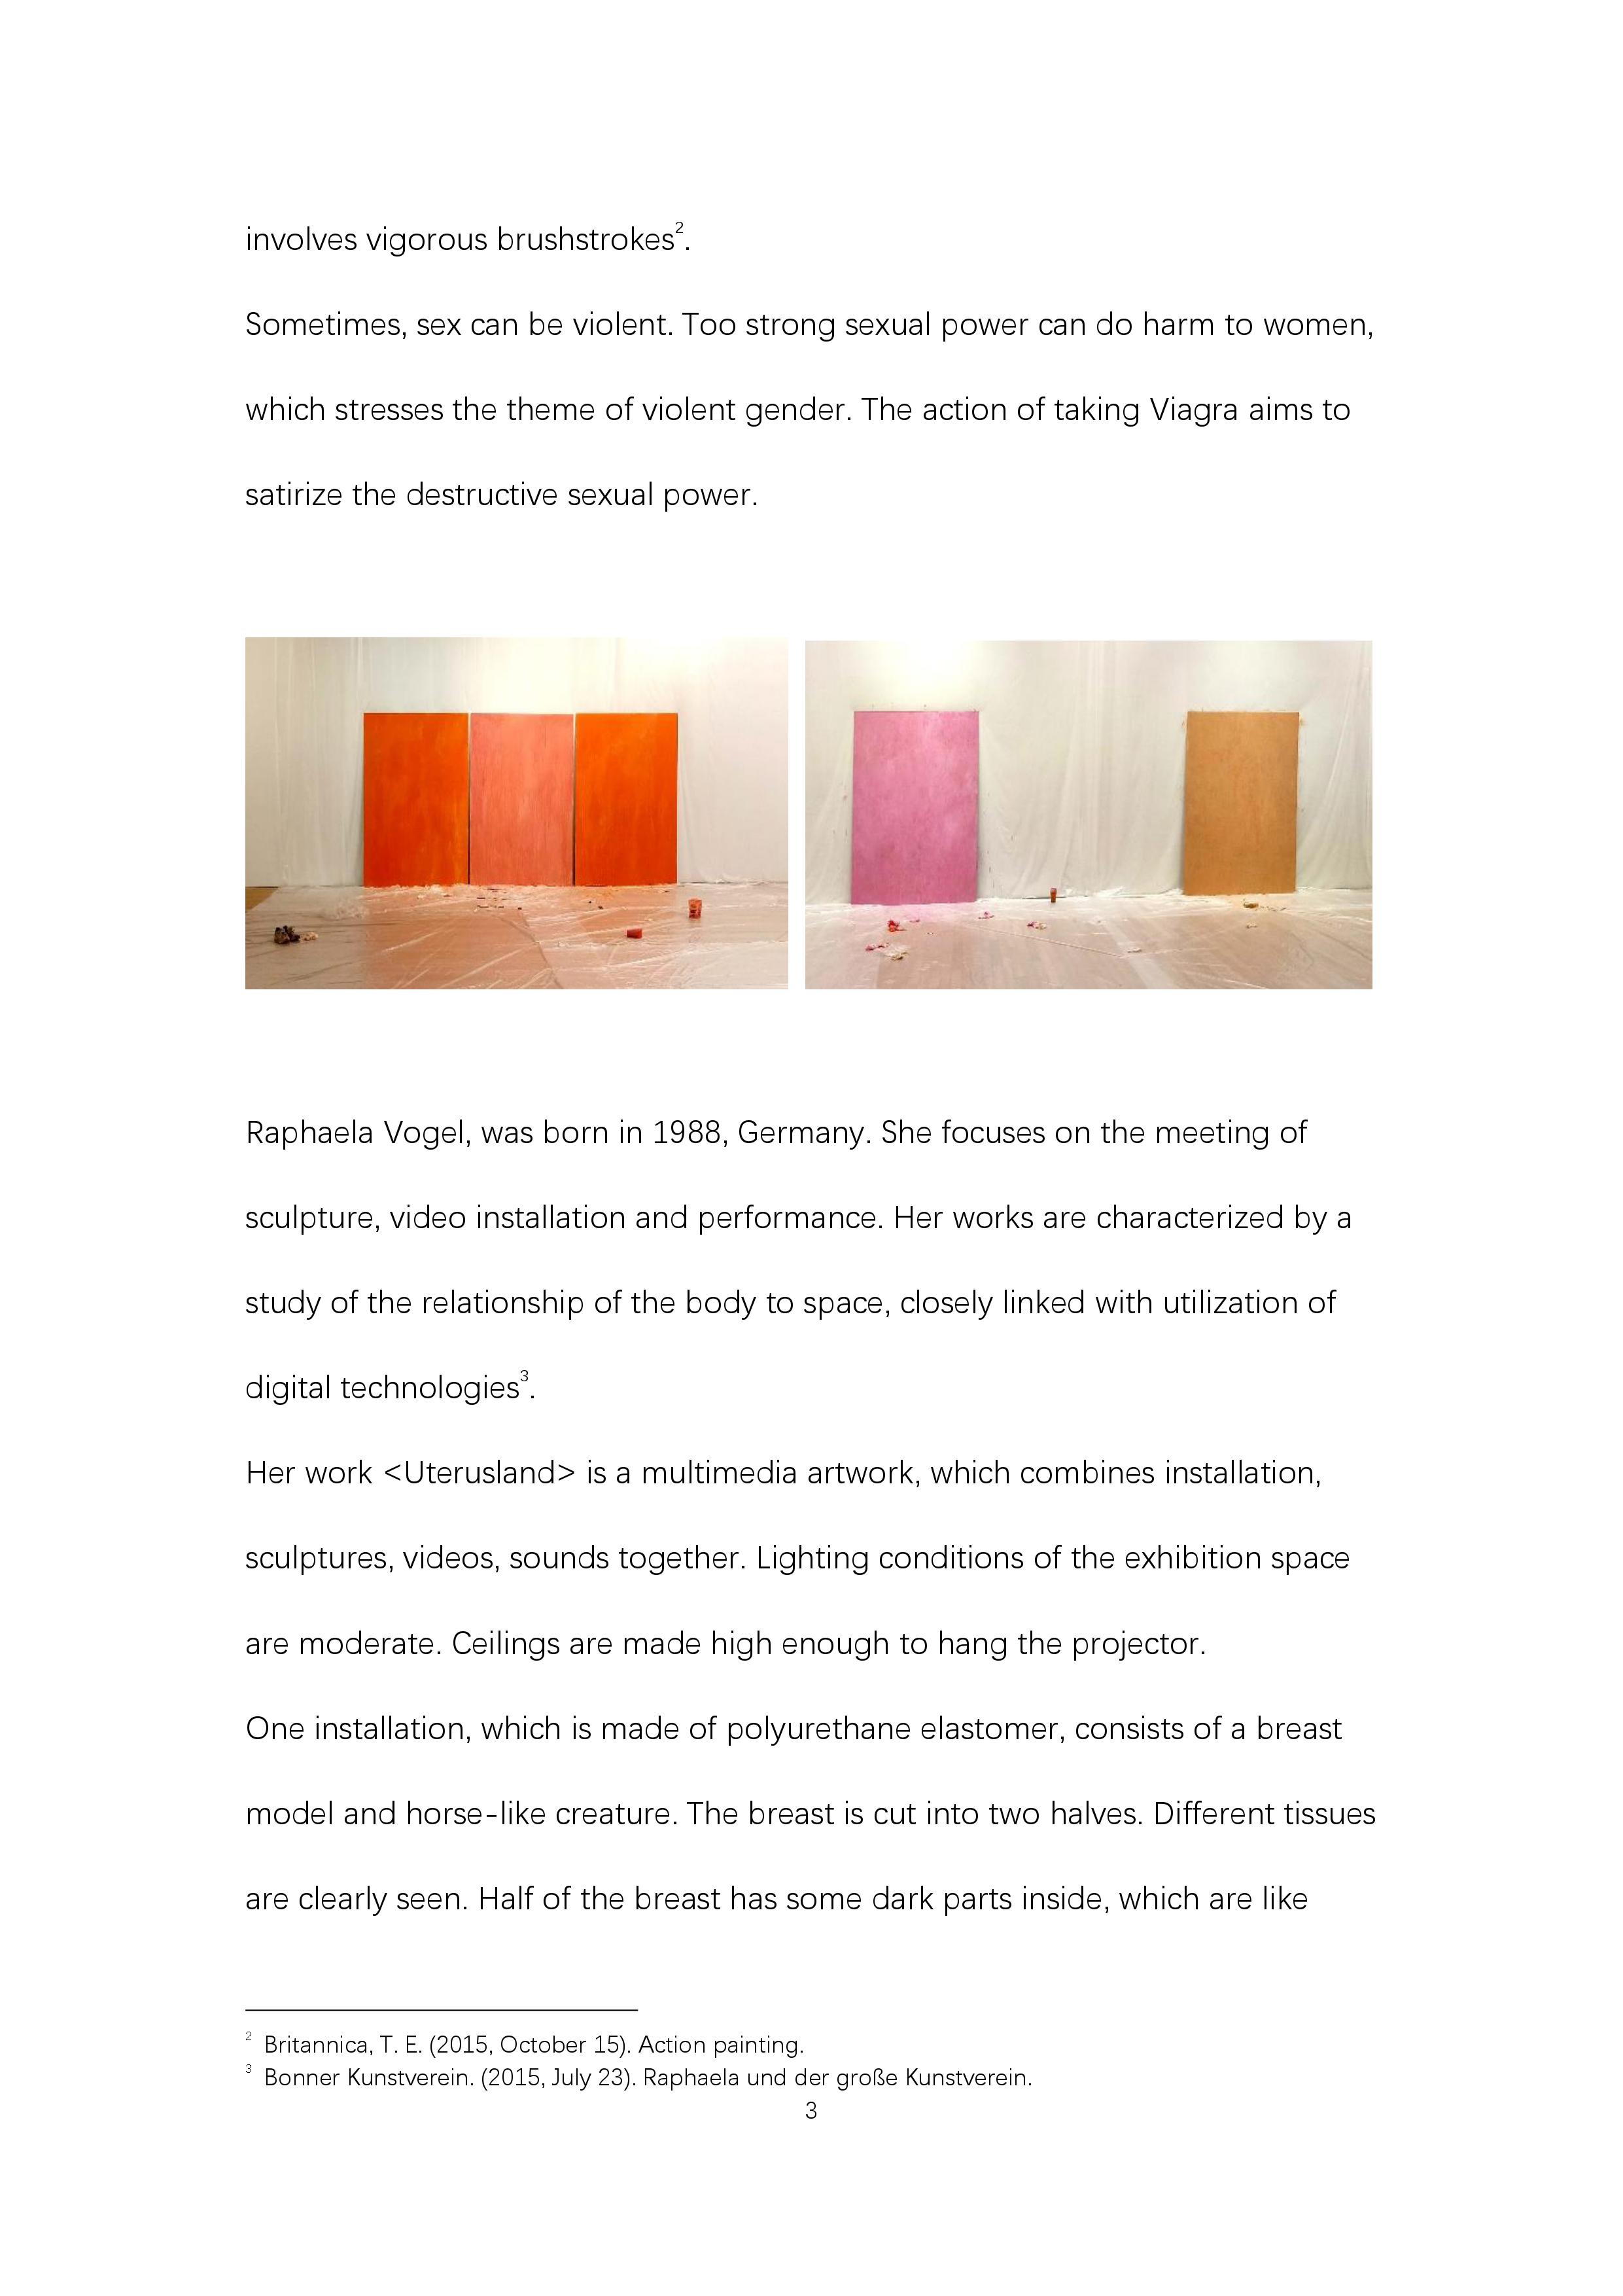 involves vigorous brushstrokes².
Sometimes, sex can be violent. Too strong sexual power can do harm to women,
which stresses the theme of violent gender. The action of taking Viagra aims to
satirize the destructive sexual power.
Raphaela Vogel, was born in 1988, Germany. She focuses on the meeting of
sculpture, video installation and performance. Her works are characterized by a
study of the relationship of the body to space, closely linked with utilization of
digital technologies³.
Her work <Uterusland> is a multimedia artwork, which combines installation,
sculptures, videos, sounds together. Lighting conditions of the exhibition space
are moderate. Ceilings are made high enough to hang the projector.
One installation, which is made of polyurethane elastomer, consists of a breast
model and horse-like creature. The breast is cut into two halves. Different tissues
are clearly seen. Half of the breast has some dark parts inside, which are like
² Britannica, T. E. (2015, October 15). Action painting.
³ Bonner Kunstverein. (2015, July 23). Raphaela und der große Kunstverein.
3